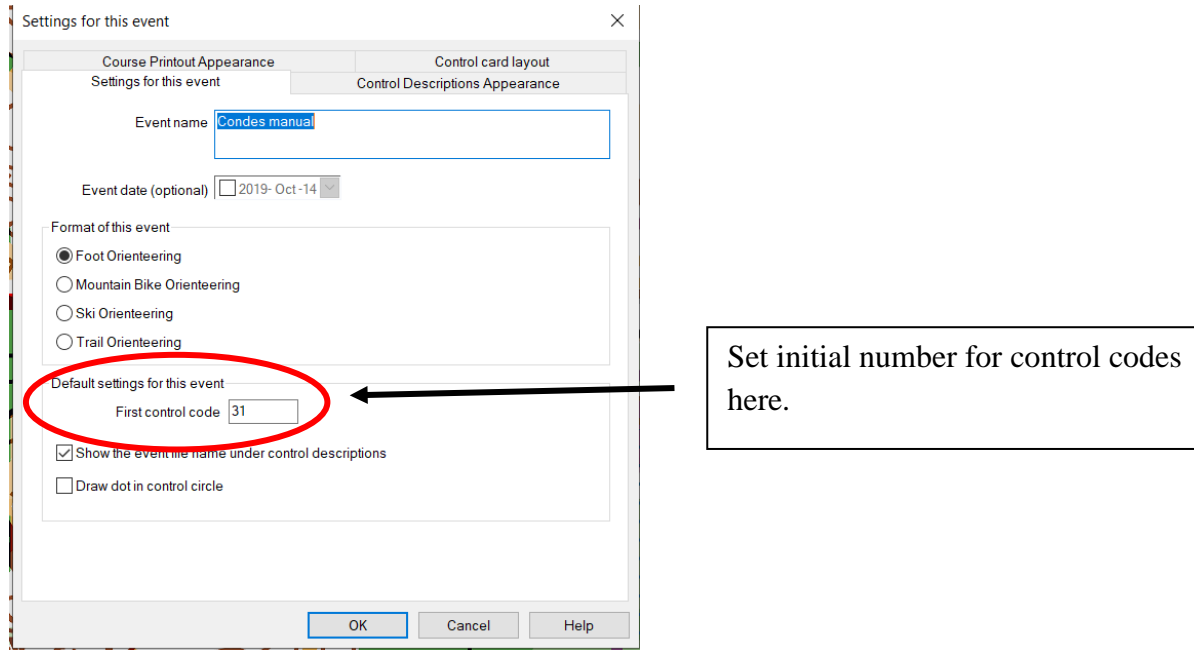 Settings for this event
Course Printout Appearance
Control card layout
Settings for this event
Control Descriptions Appearance
Event name Condes manual
Event date (optional) 2019- Oct -14
Format of this event
Foot Orienteering
Mountain Bike Orienteering
Ski Orienteering
Trail Orienteering
Default settings for this event
First control code 31
Show the event file name under control descriptions
Draw dot in control circle
OK Cancel Help
Set initial number for control codes
here.